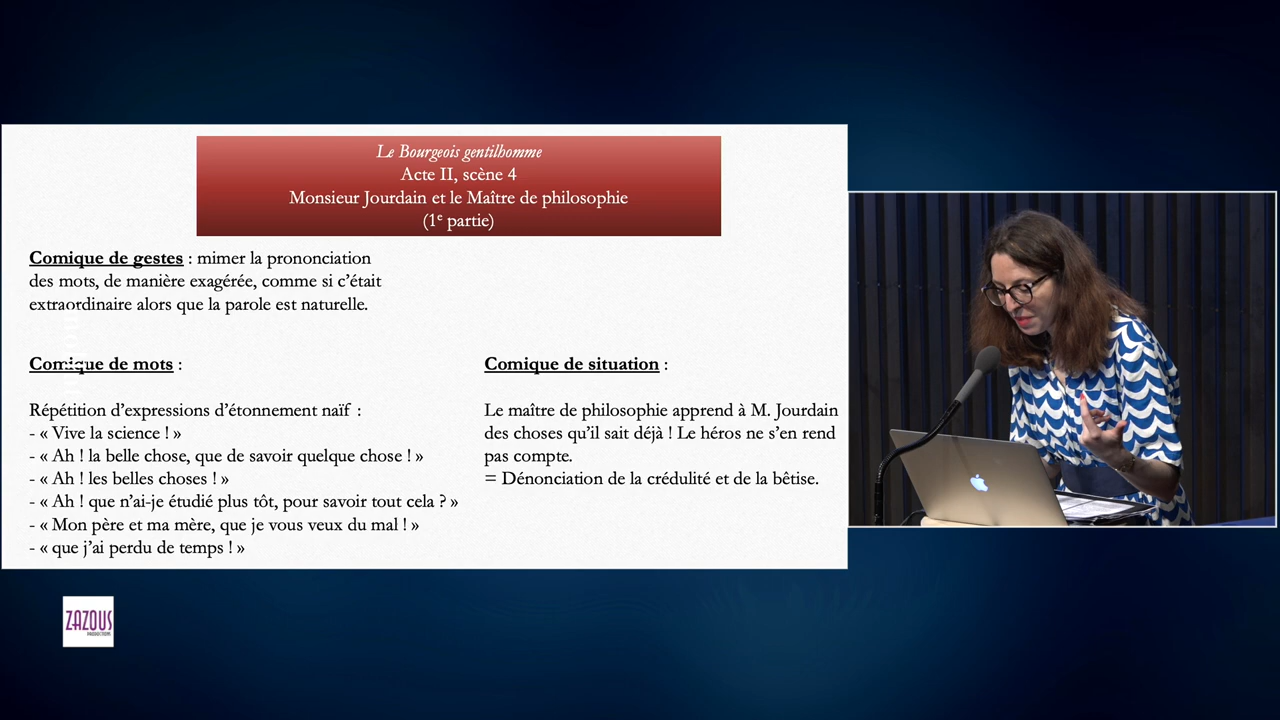 Le Bourgeois gentilhomme
Acte II, scène 4
Monsieur Jourdain et le Maître de philosophie
(1e partie)
Comique de gestes : mimer la prononciation
des mots, de manière exagérée, comme si c’était
extraordinaire alors que la parole est naturelle.
Comique de mots :
Répétition d’expressions d’étonnement naïf :
- « Vive la science ! »
- « Ah ! la belle chose, que de savoir quelque chose ! »
- « Ah ! les belles choses ! »
- « Ah ! que n’ai-je étudié plus tôt, pour savoir tout cela ? »
- « Mon père et ma mère, que je vous veux du mal ! »
- « que j’ai perdu de temps ! »
Comique de situation :
Le maître de philosophie apprend à M. Jourdain
des choses qu’il sait déjà ! Le héros ne s’en rend
pas compte.
= Dénonciation de la crédulité et de la bêtise.
ZAZOUS